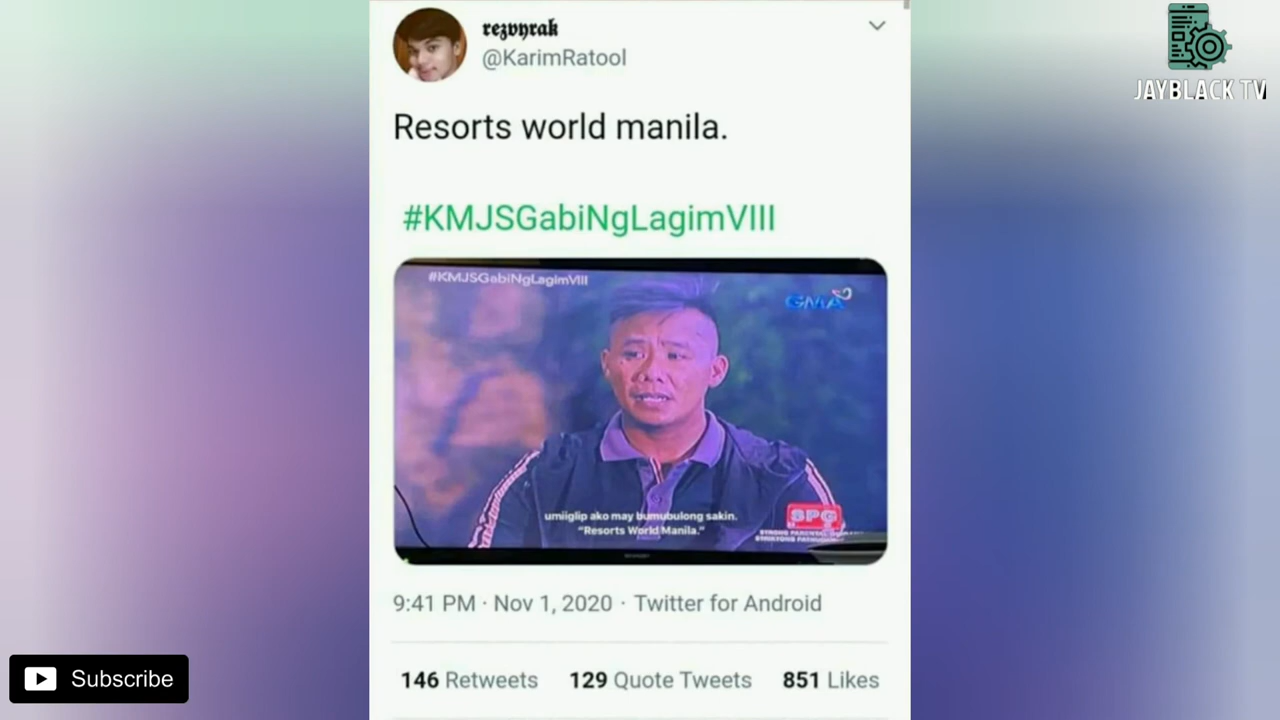 rezvyrak
@KarimRatool
JAYBLACK TV
Resorts world manila.
#KMJSGabiNgLagimVIII
#KMJSGabiNgLagimVIII
GMA
umiiglip ako may bumubulong sakin.
"Resorts World Manila."
SPG
9:41 PM · Nov 1, 2020 · Twitter for Android
146 Retweets 129 Quote Tweets 851 Likes
Subscribe